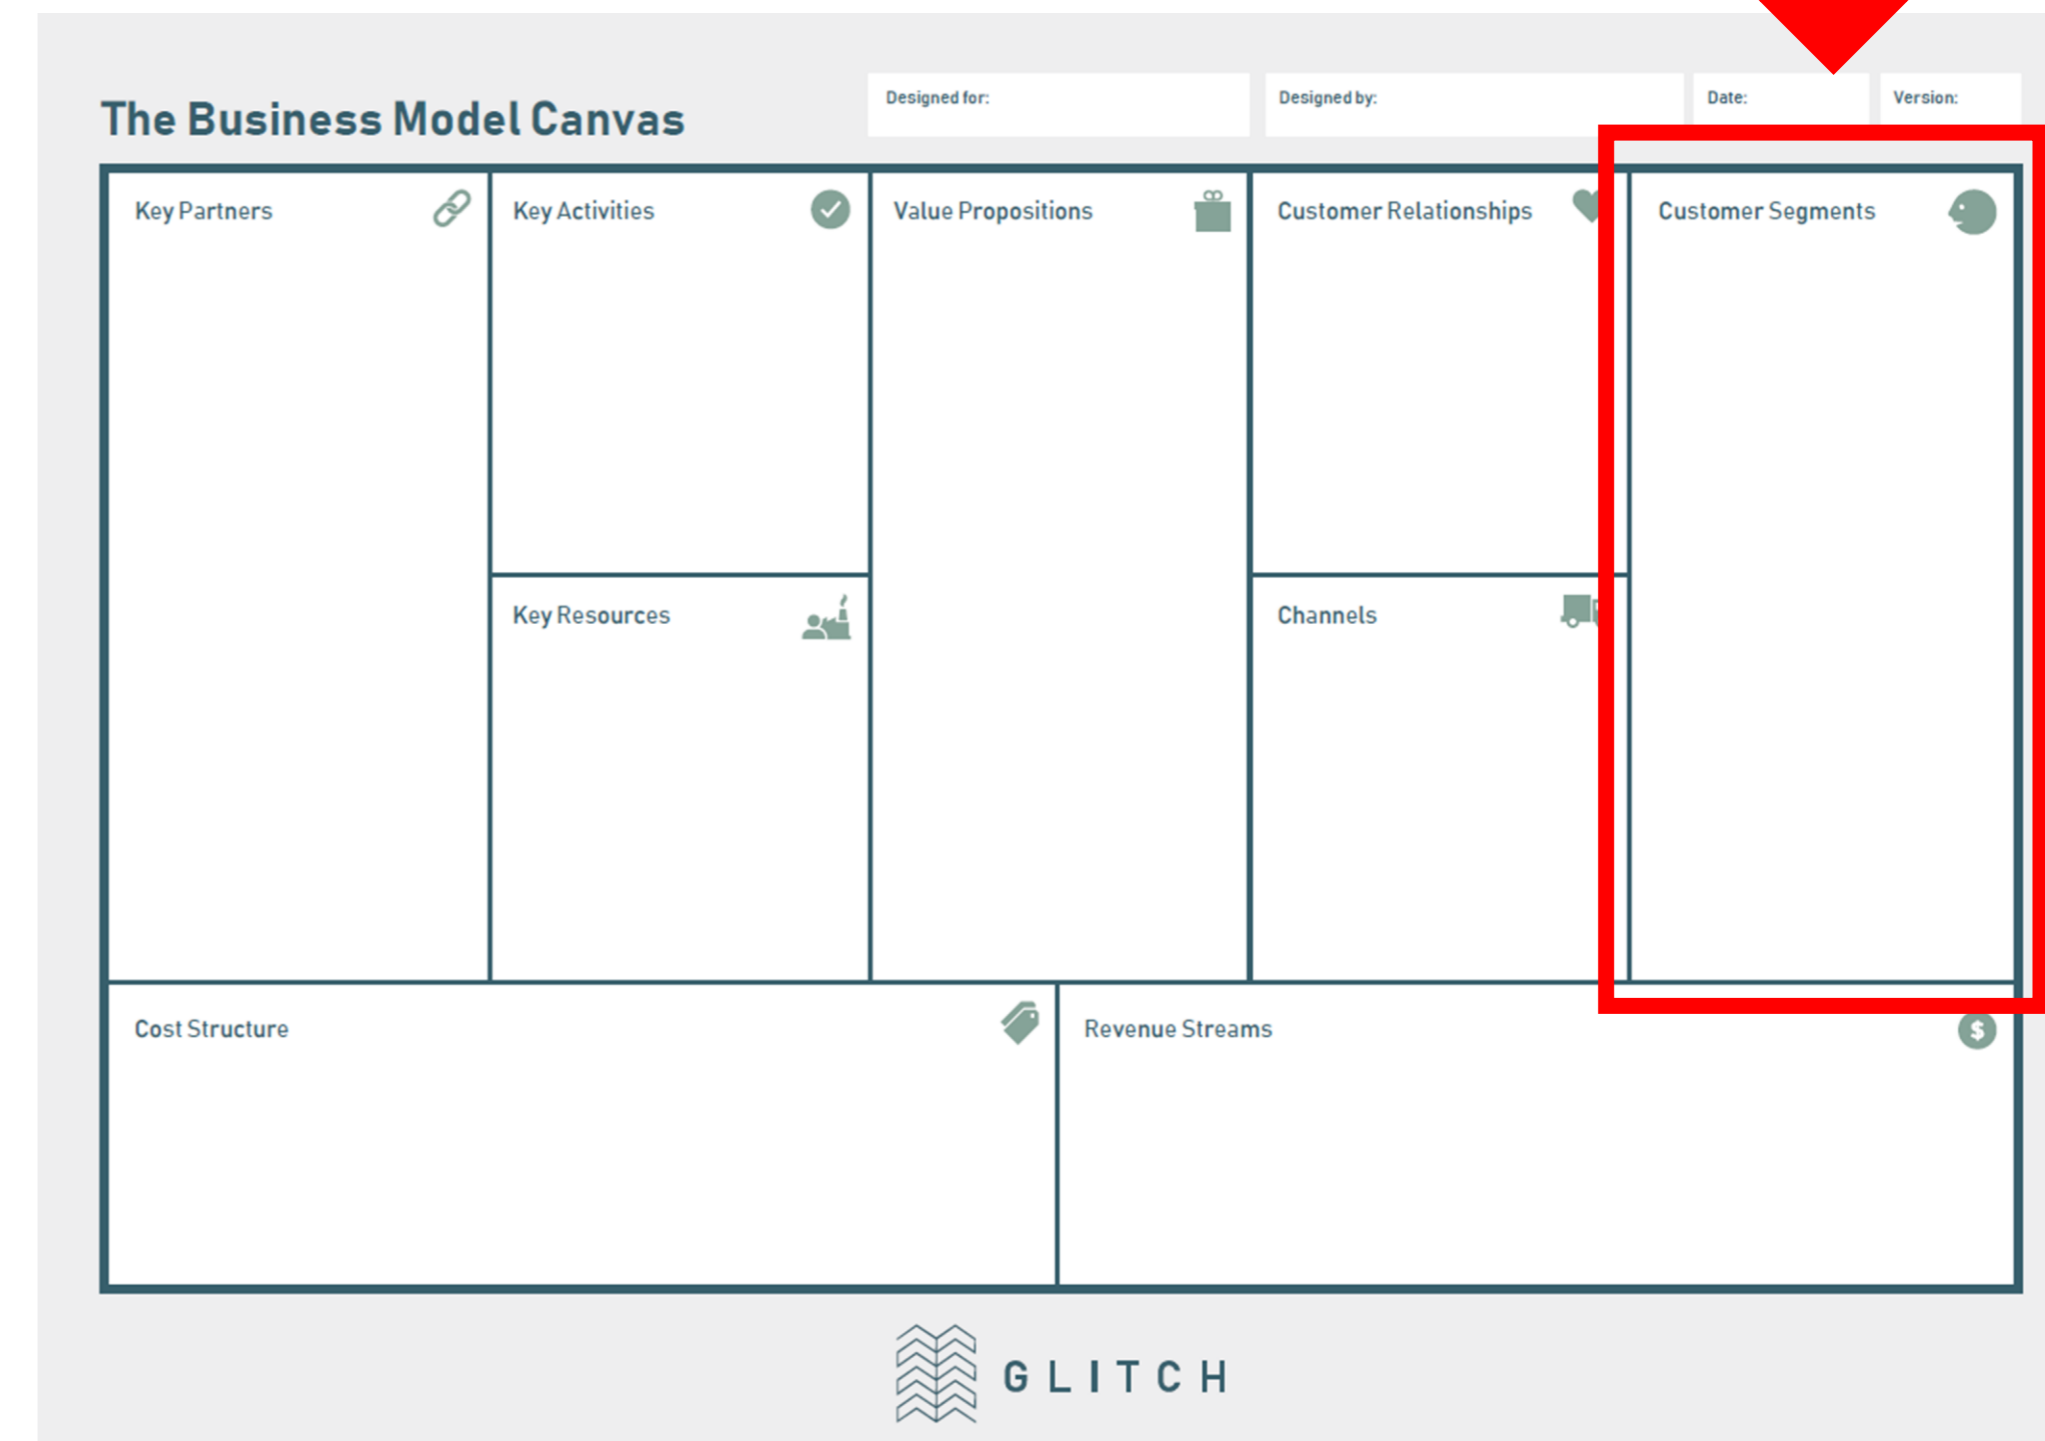 The Business Model Canvas
Designed for:
Designed by:
Date:
Version:
Key Partners
Key Activities
Value Propositions
Customer Relationships
Customer Segments
Key Resources
Channels
Cost Structure
Revenue Streams
$
GLITCH